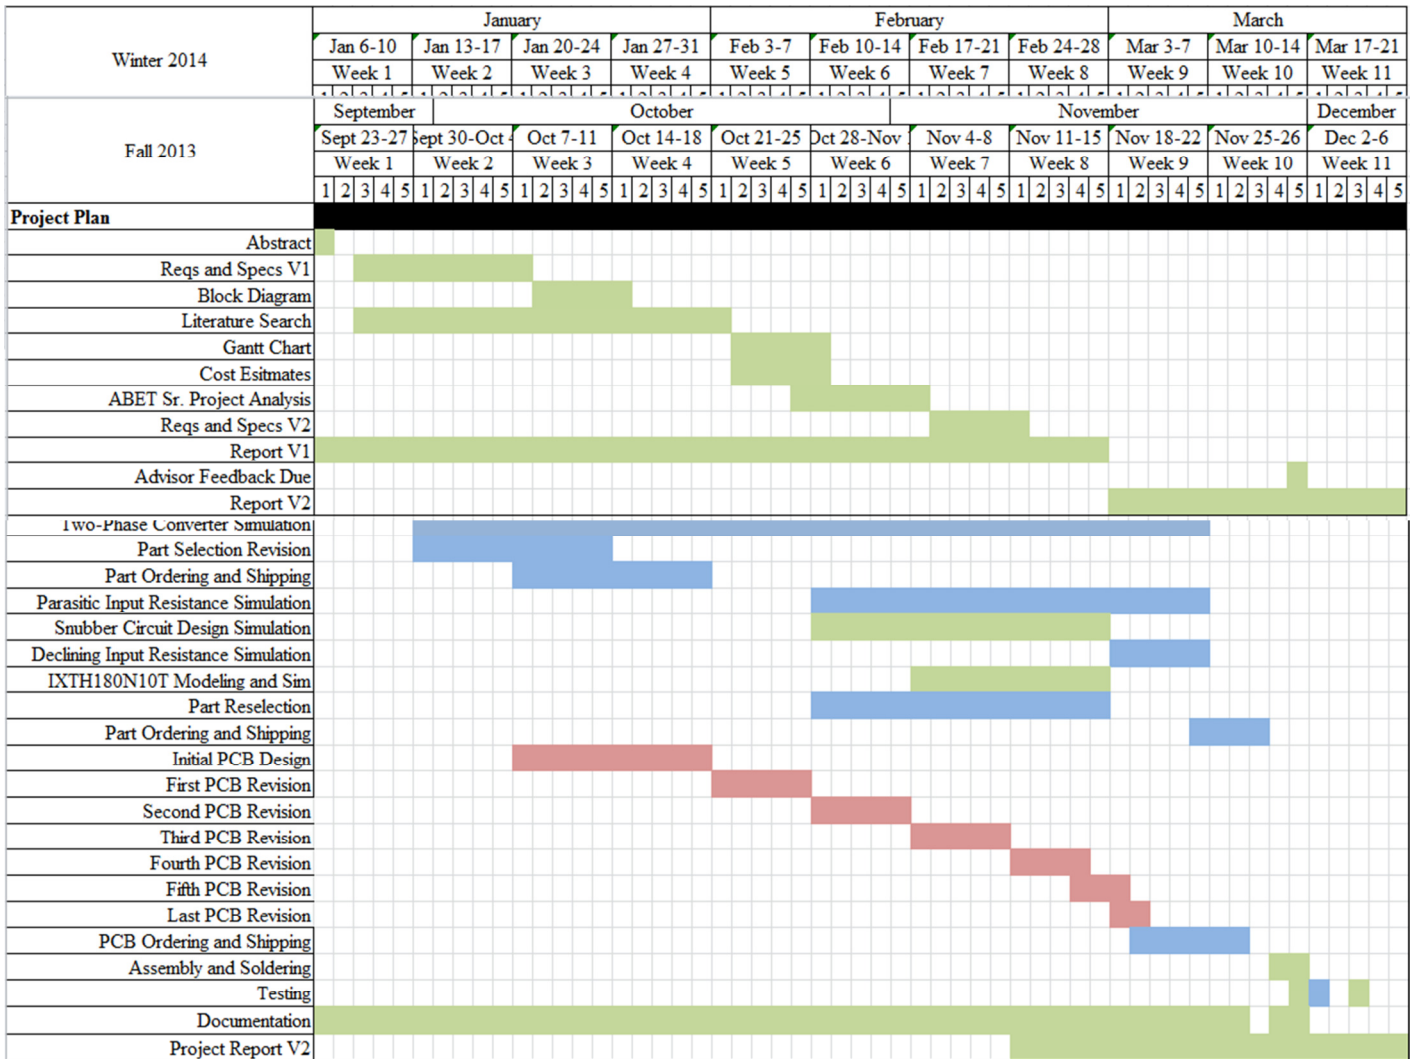 January February March
Winter 2014
Jan 6-10 Jan 13-17 Jan 20-24 Jan 27-31 Feb 3-7 Feb 10-14 Feb 17-21 Feb 24-28 Mar 3-7 Mar 10-14 Mar 17-21
Week 1 Week 2 Week 3 Week 4 Week 5 Week 6 Week 7 Week 8 Week 9 Week 10 Week 11
September October November December
Fall 2013
Sept 23-27 Sept 30-Oct Oct 7-11 Oct 14-18 Oct 21-25 Oct 28-Nov Nov 4-8 Nov 11-15 Nov 18-22 Nov 25-26 Dec 2-6
Week 1 Week 2 Week 3 Week 4 Week 5 Week 6 Week 7 Week 8 Week 9 Week 10 Week 11
1 2 3 4 5 1 2 3 4 5 1 2 3 4 5 1 2 3 4 5 1 2 3 4 5 1 2 3 4 5 1 2 3 4 5 1 2 3 4 5 1 2 3 4 5 1 2 3 4 5 1 2 3 4 5
Project Plan
Abstract
Reqs and Specs V1
Block Diagram
Literature Search
Gantt Chart
Cost Esitmates
ABET Sr. Project Analysis
Reqs and Specs V2
Report V1
Advisor Feedback Due
Report V2
Two-Phase Converter Simulation
Part Selection Revision
Part Ordering and Shipping
Parasitic Input Resistance Simulation
Snubber Circuit Design Simulation
Declining Input Resistance Simulation
IXTH180N10T Modeling and Sim
Part Reselection
Part Ordering and Shipping
Initial PCB Design
First PCB Revision
Second PCB Revision
Third PCB Revision
Fourth PCB Revision
Fifth PCB Revision
Last PCB Revision
PCB Ordering and Shipping
Assembly and Soldering
Testing
Documentation
Project Report V2